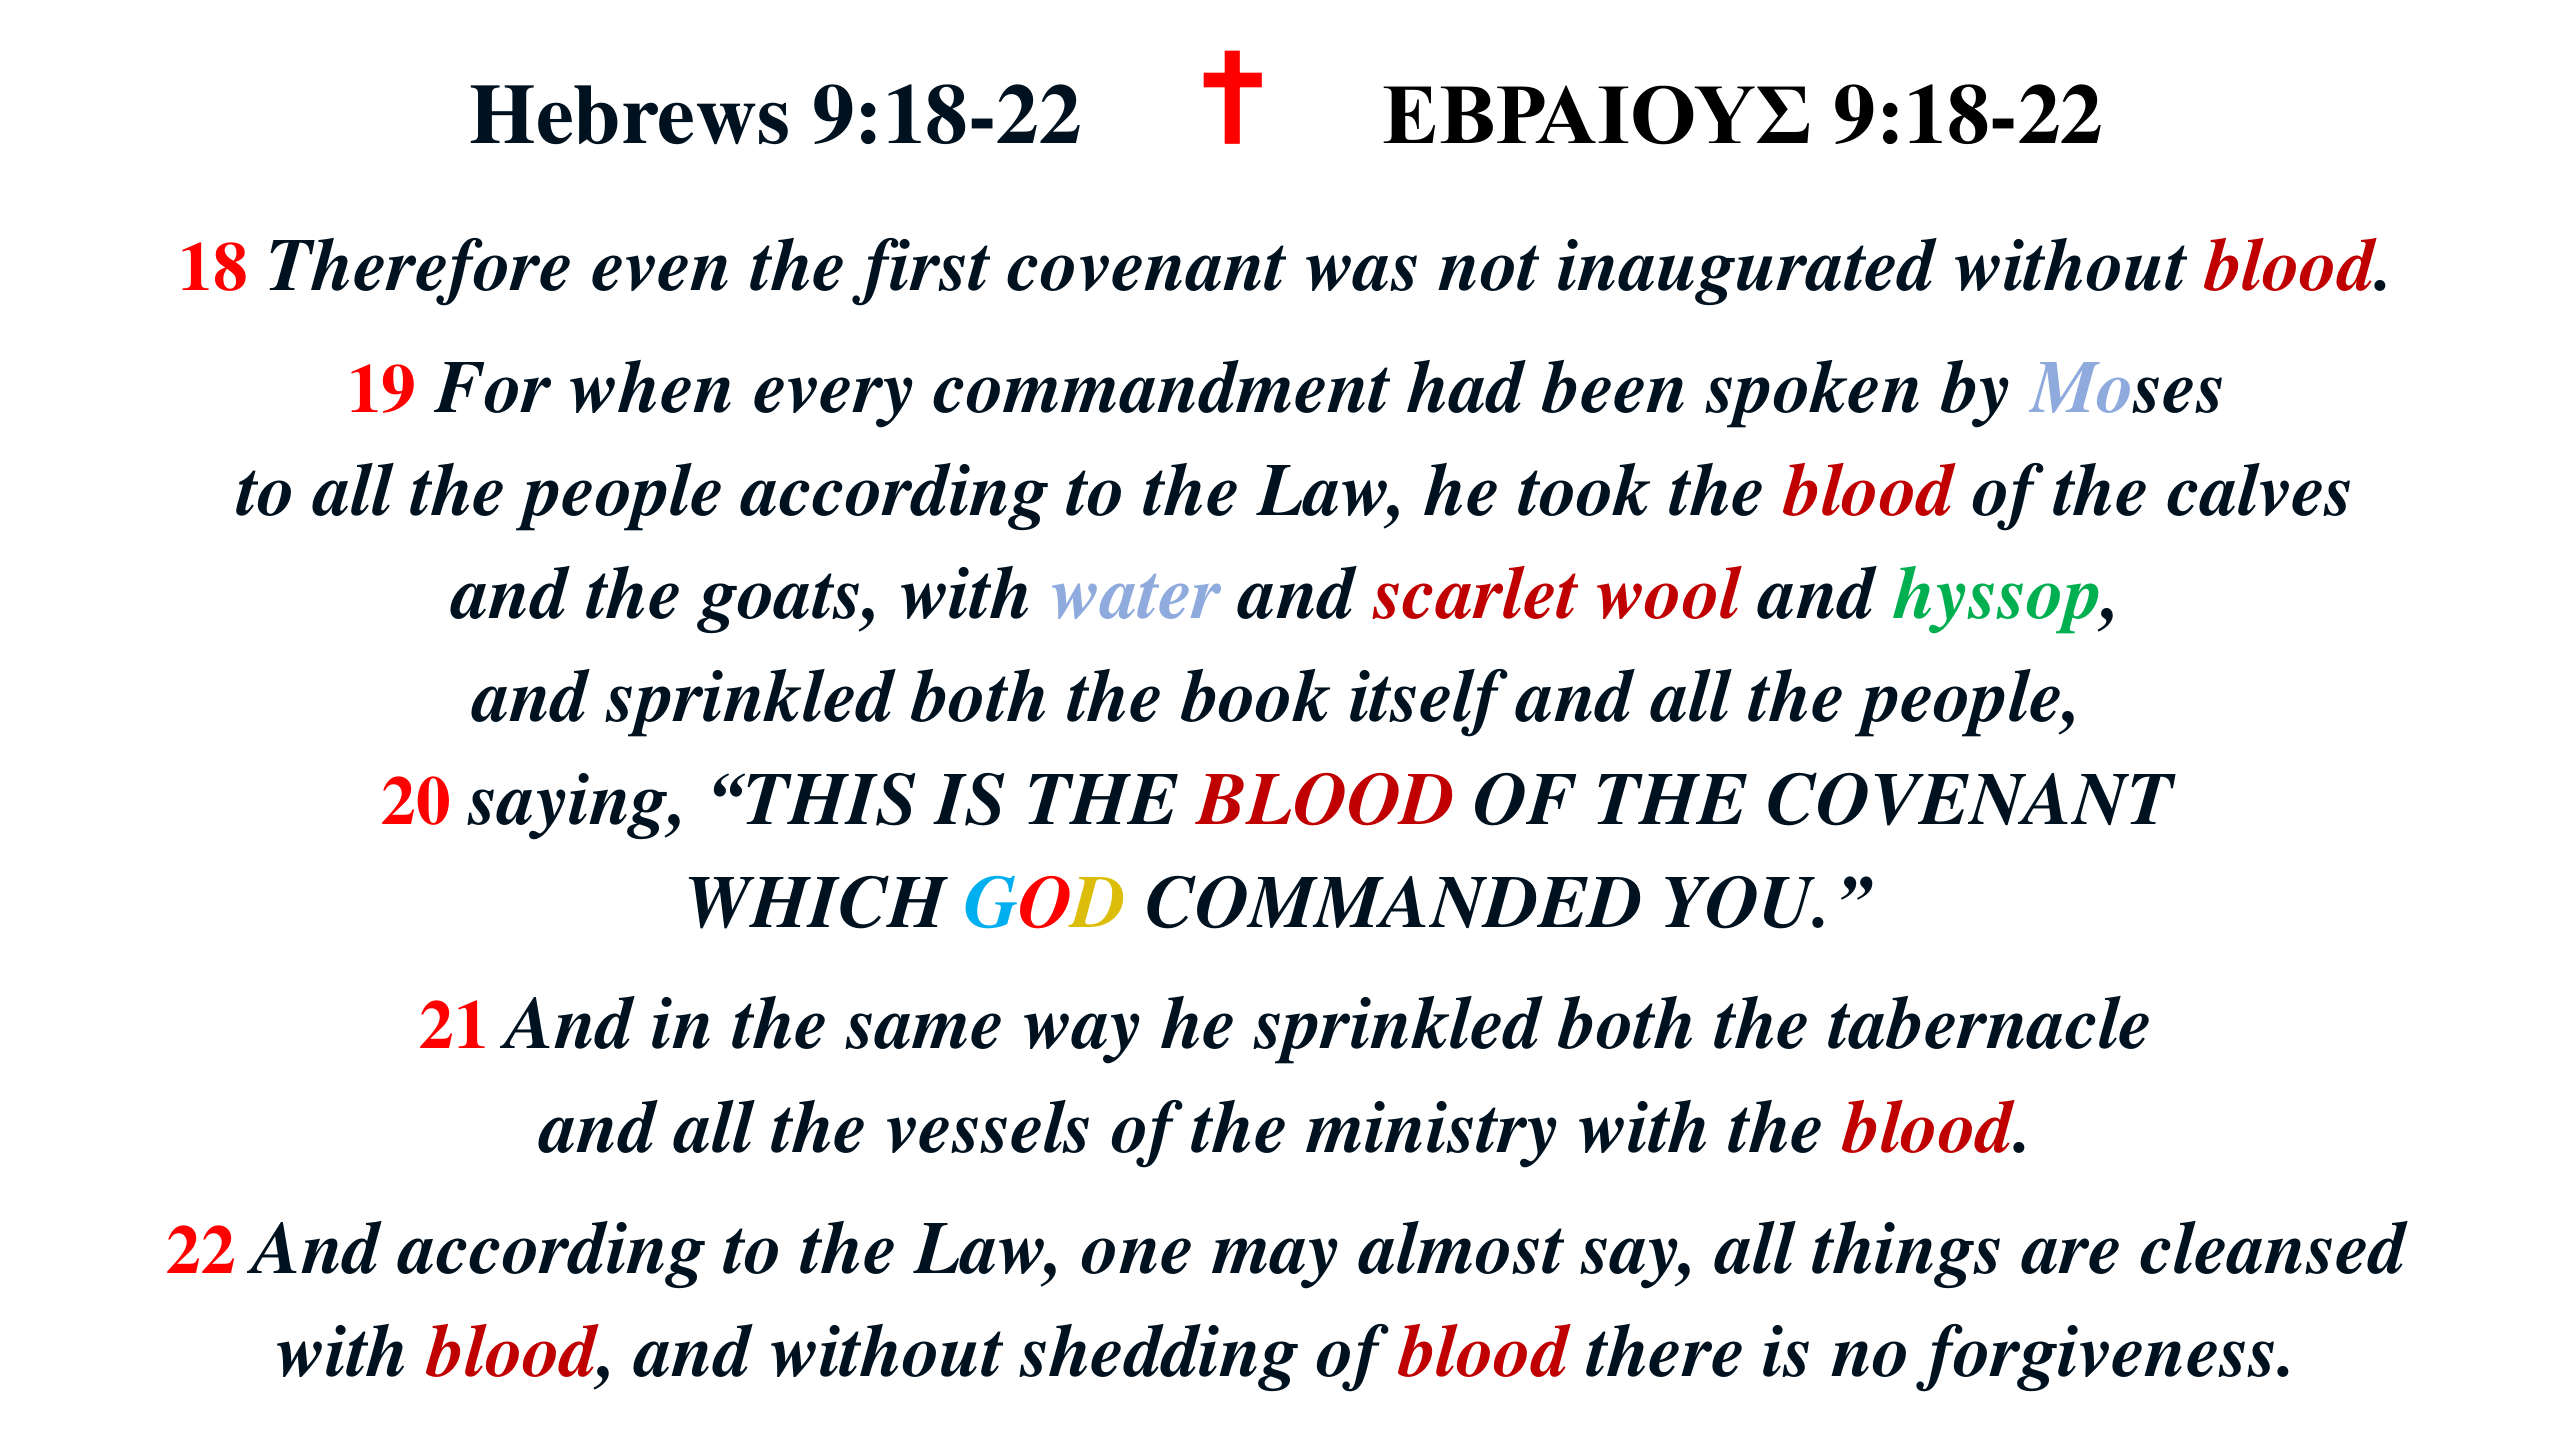 Hebrews 9:18-22 ✝ ΕΒΡΑΙΟΥΣ 9:18-22
18 Therefore even the first covenant was not inaugurated without blood.
19 For when every commandment had been spoken by Moses
to all the people according to the Law, he took the blood of the calves
and the goats, with water and scarlet wool and hyssop,
and sprinkled both the book itself and all the people,
20 saying, “THIS IS THE BLOOD OF THE COVENANT
WHICH GOD COMMANDED YOU.”
21 And in the same way he sprinkled both the tabernacle
and all the vessels of the ministry with the blood.
22 And according to the Law, one may almost say, all things are cleansed
with blood, and without shedding of blood there is no forgiveness.